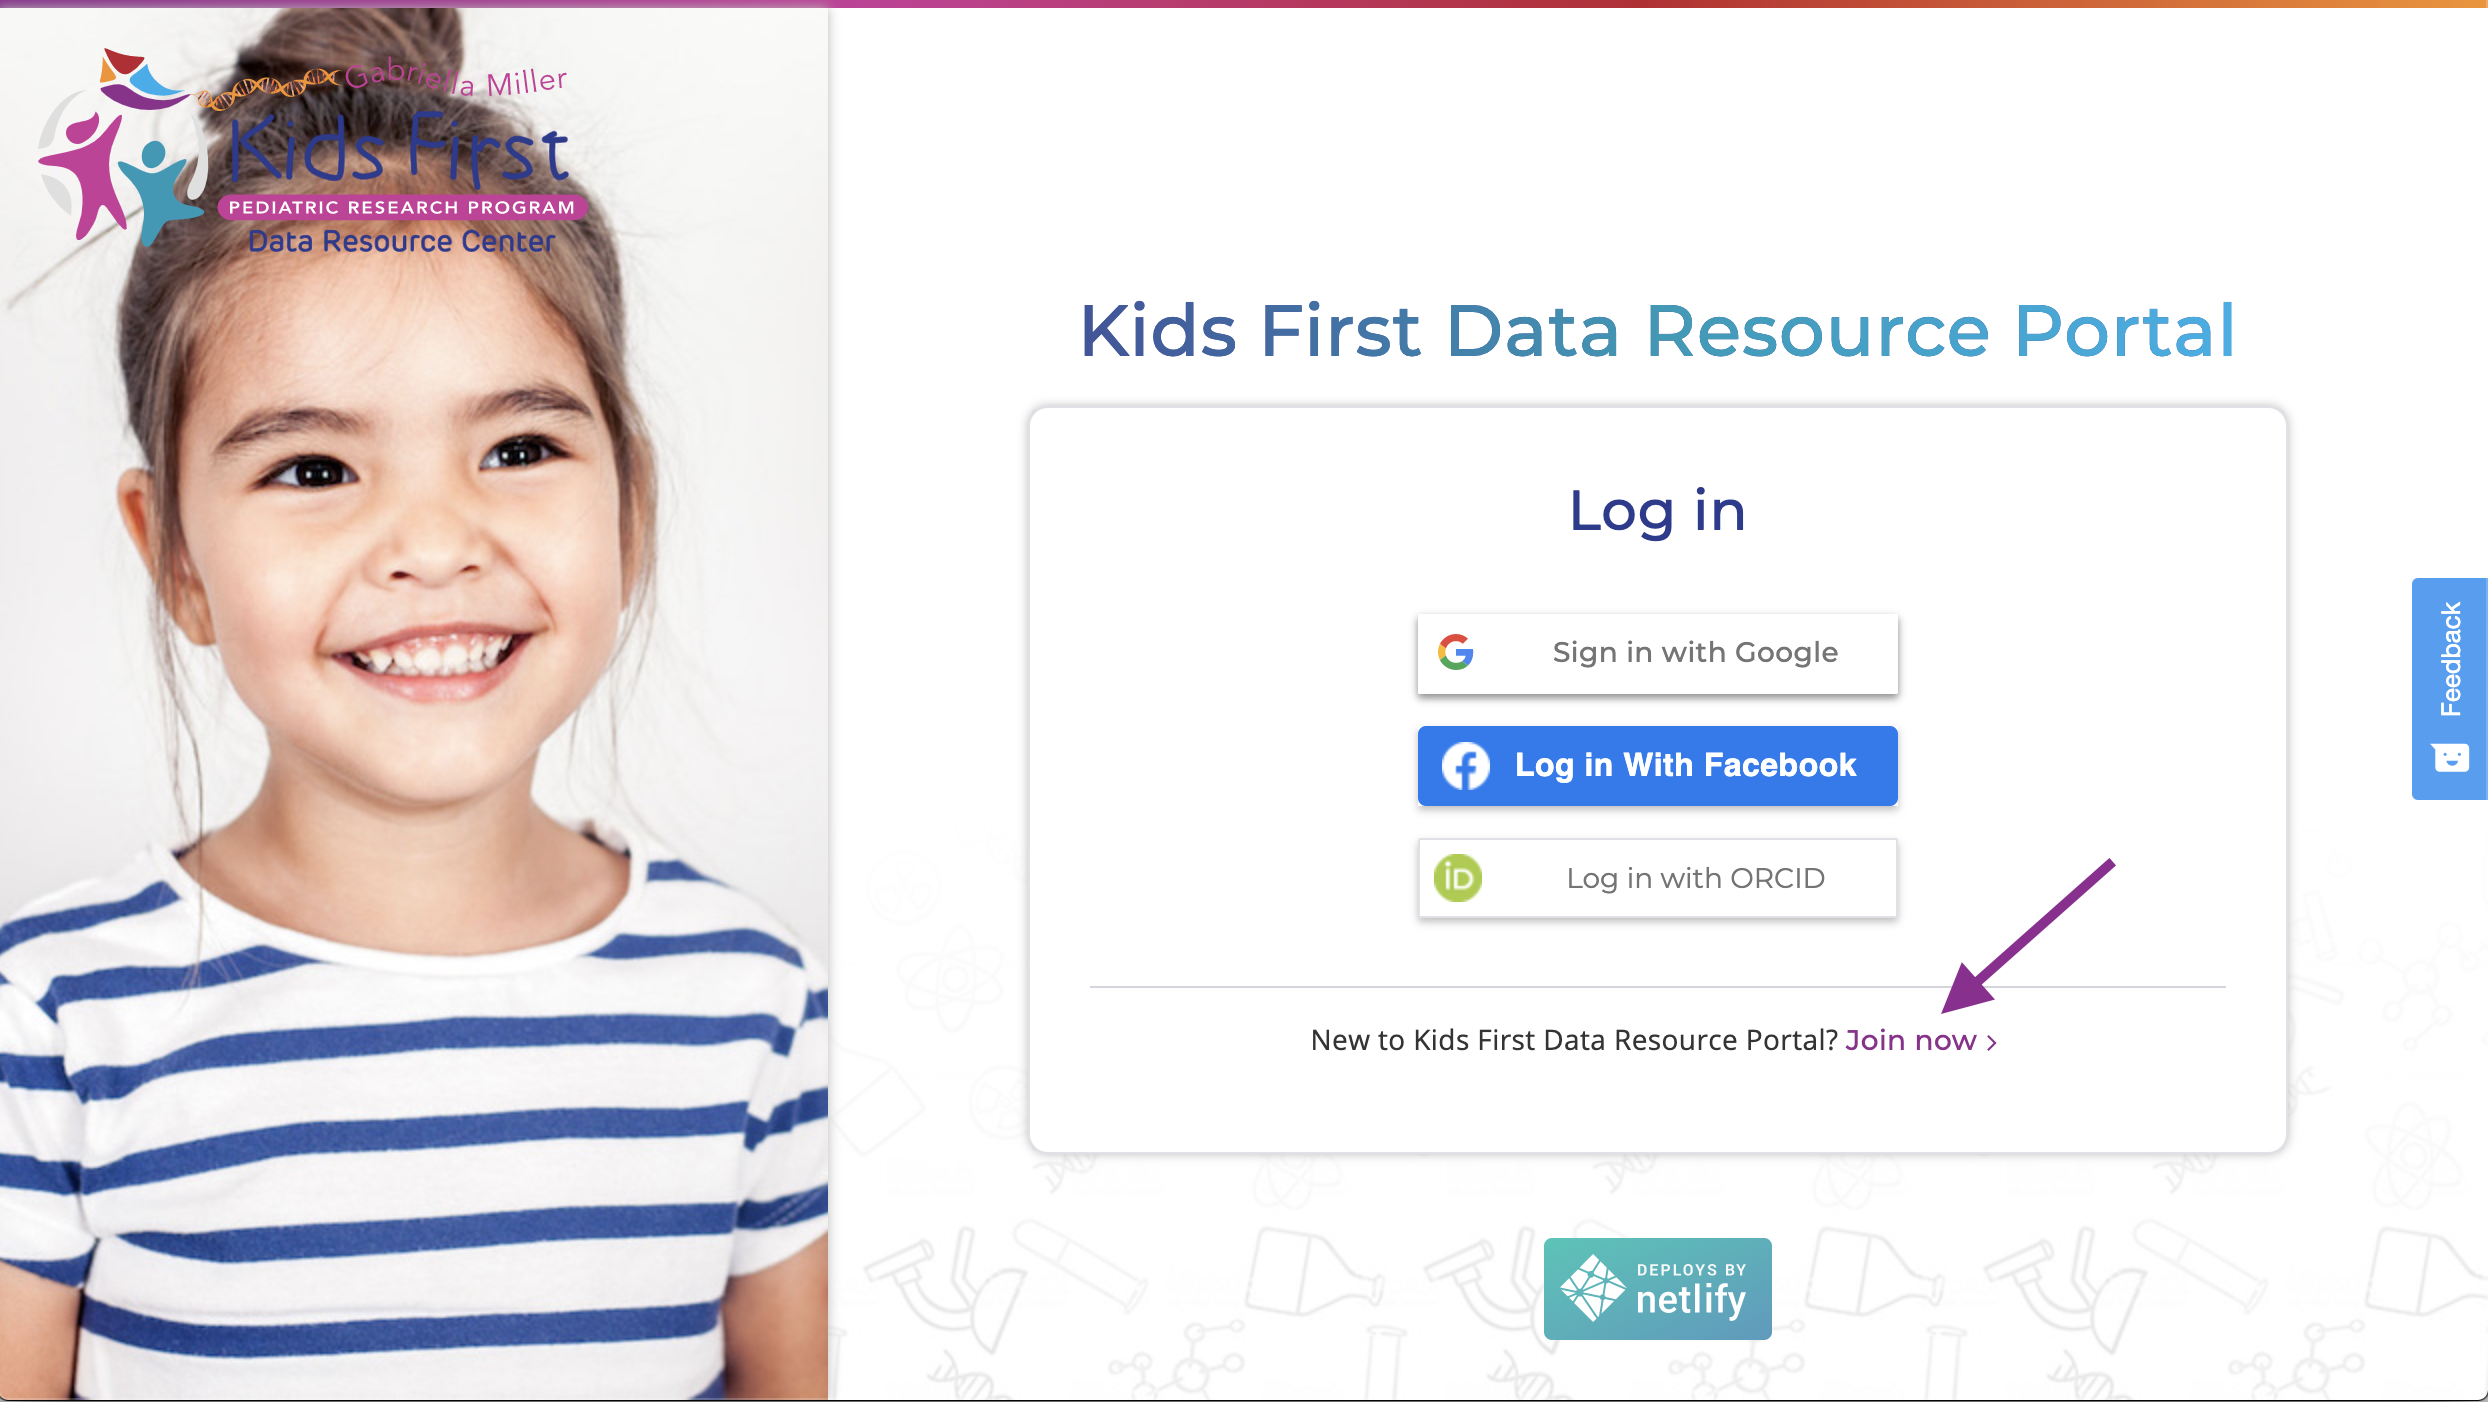 Gabriella Miller
Kids First
PEDIATRIC RESEARCH PROGRAM
Data Resource Center
Kids First Data Resource Portal
Log in
Sign in with Google
Log in With Facebook
iD
Log in with ORCID
New to Kids First Data Resource Portal? Join now >
Feedback
DEPLOYS BY
netlify